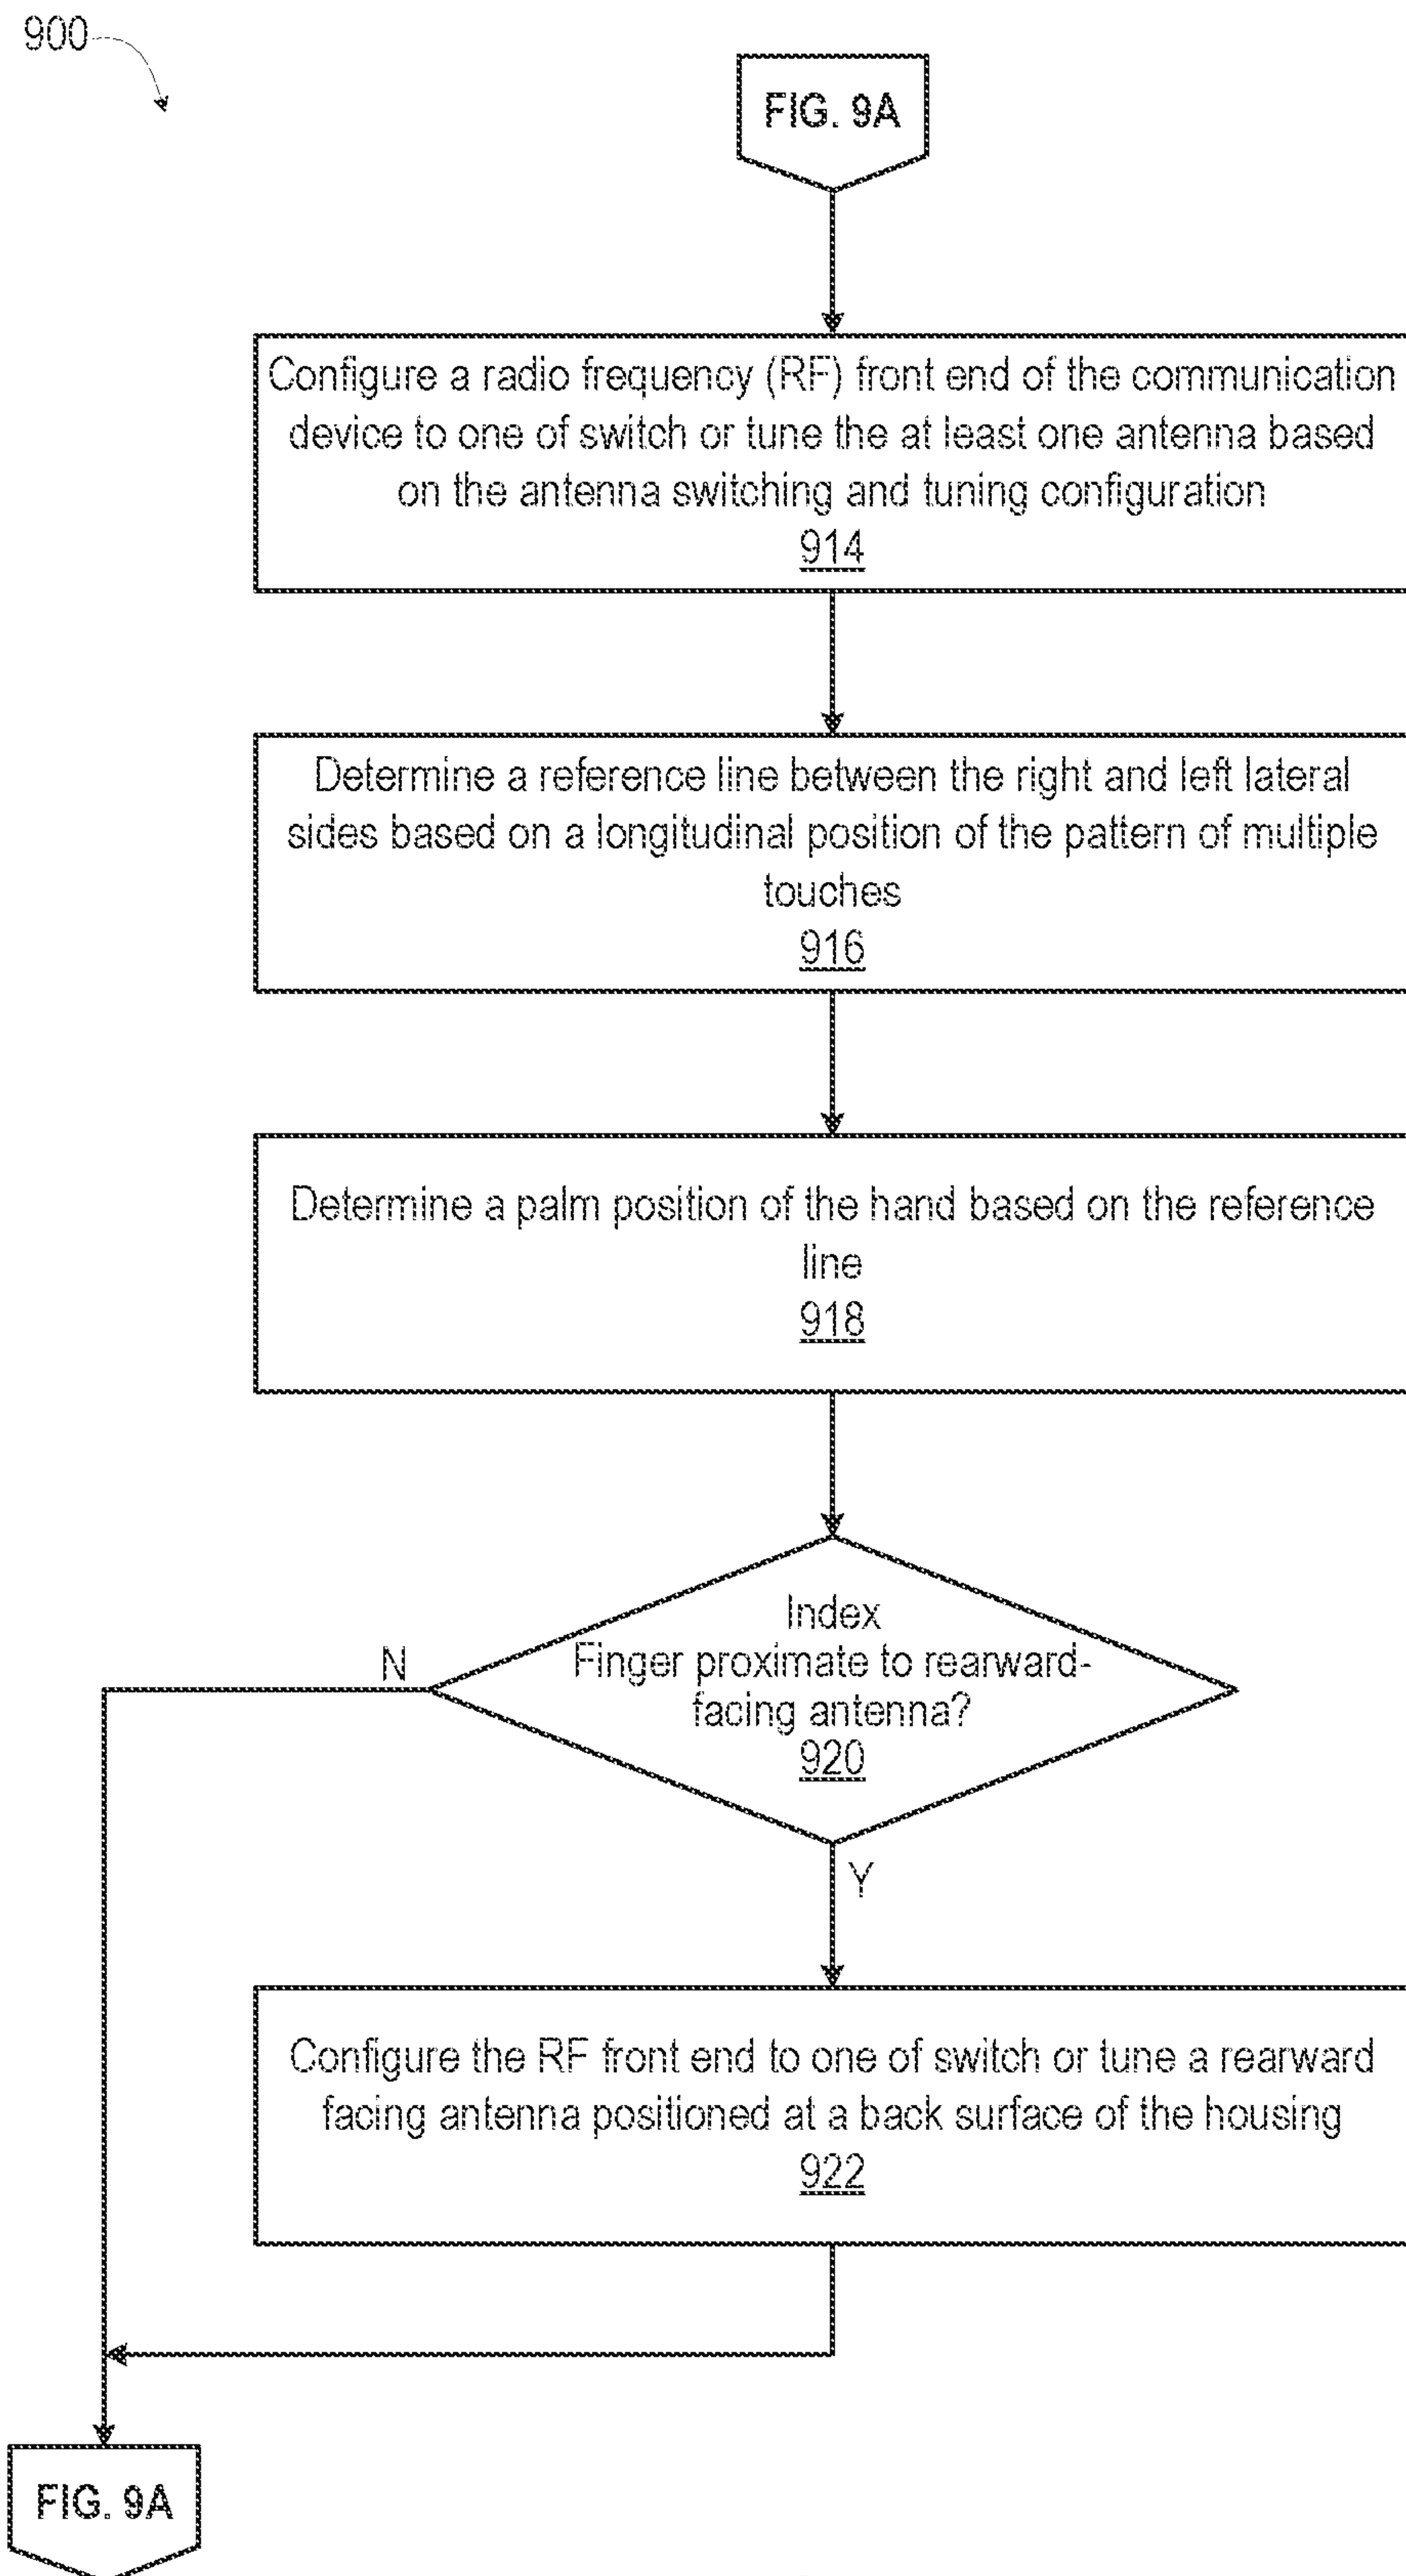 900
FIG. 9A
Configure a radio frequency (RF) front end of the communication
device to one of switch or tune the at least one antenna based
on the antenna switching and tuning configuration
914
Determine a reference line between the right and left lateral
sides based on a longitudinal position of the pattern of multiple
touches
916
Determine a palm position of the hand based on the reference
line
918
Index
Finger proximate to rearward-
facing antenna?
920
N
Y
Configure the RF front end to one of switch or tune a rearward
facing antenna positioned at a back surface of the housing
922
FIG. 9A